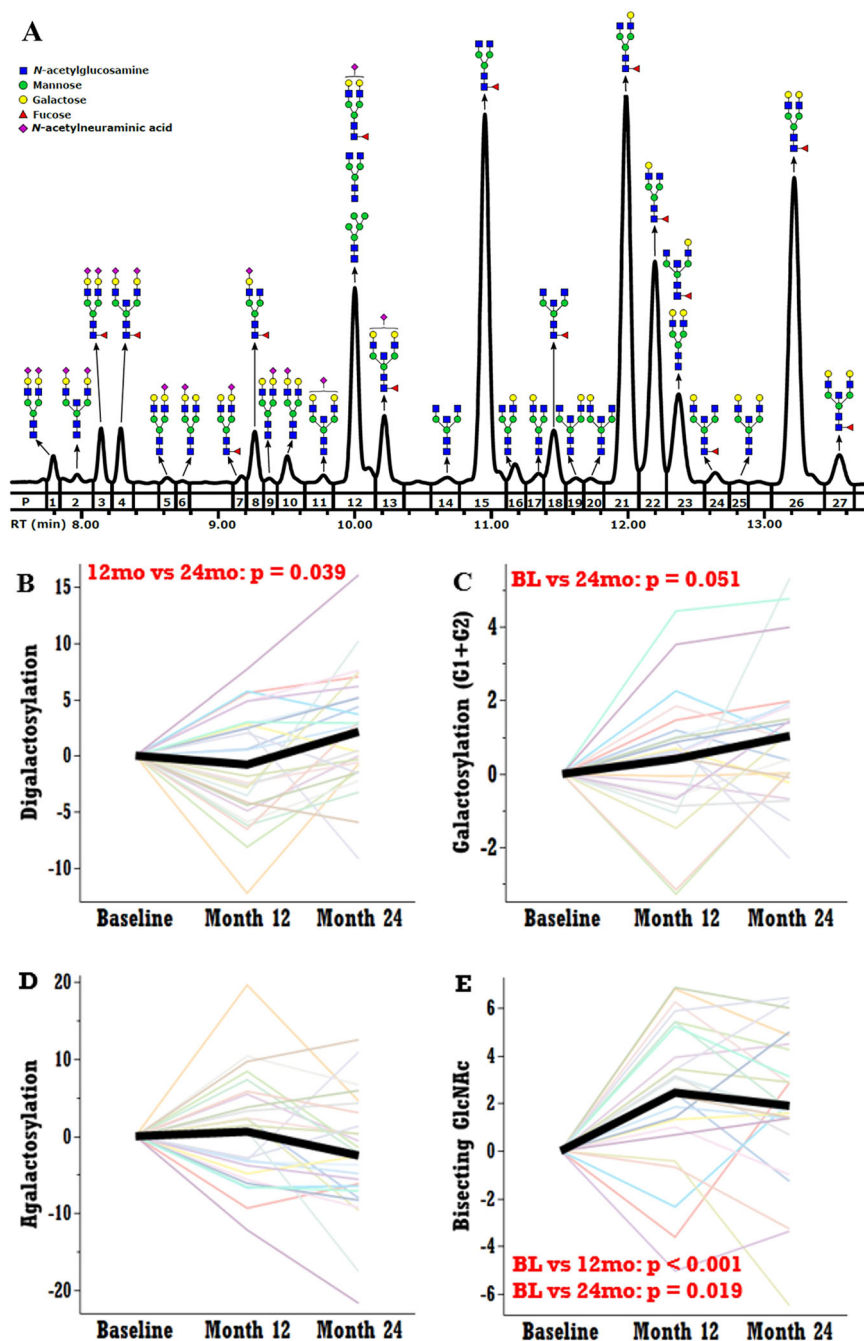 A
N-acetylglucosamine
Mannose
Galactose
Fucose
N-acetylneuraminic acid
P 1 2 3 4 5 6 7 8 9 10 11 12 13 14 15 16 17 18 19 20 21 22 23 24 25 26 27
RT (min) 8.00 9.00 10.00 11.00 12.00 13.00
B
12mo vs 24mo: p = 0.039
Digalactosylation
15
10
5
0
-5
-10
Baseline Month 12 Month 24
C
BL vs 24mo: p = 0.051
Galactosylation (G1+G2)
4
2
0
-2
Baseline Month 12 Month 24
D
Agalactosylation
20
10
0
-10
-20
Baseline Month 12 Month 24
E
Bisecting GlcNAc
6
4
2
0
-2
-4
-6
BL vs 12mo: p < 0.001
BL vs 24mo: p = 0.019
Baseline Month 12 Month 24